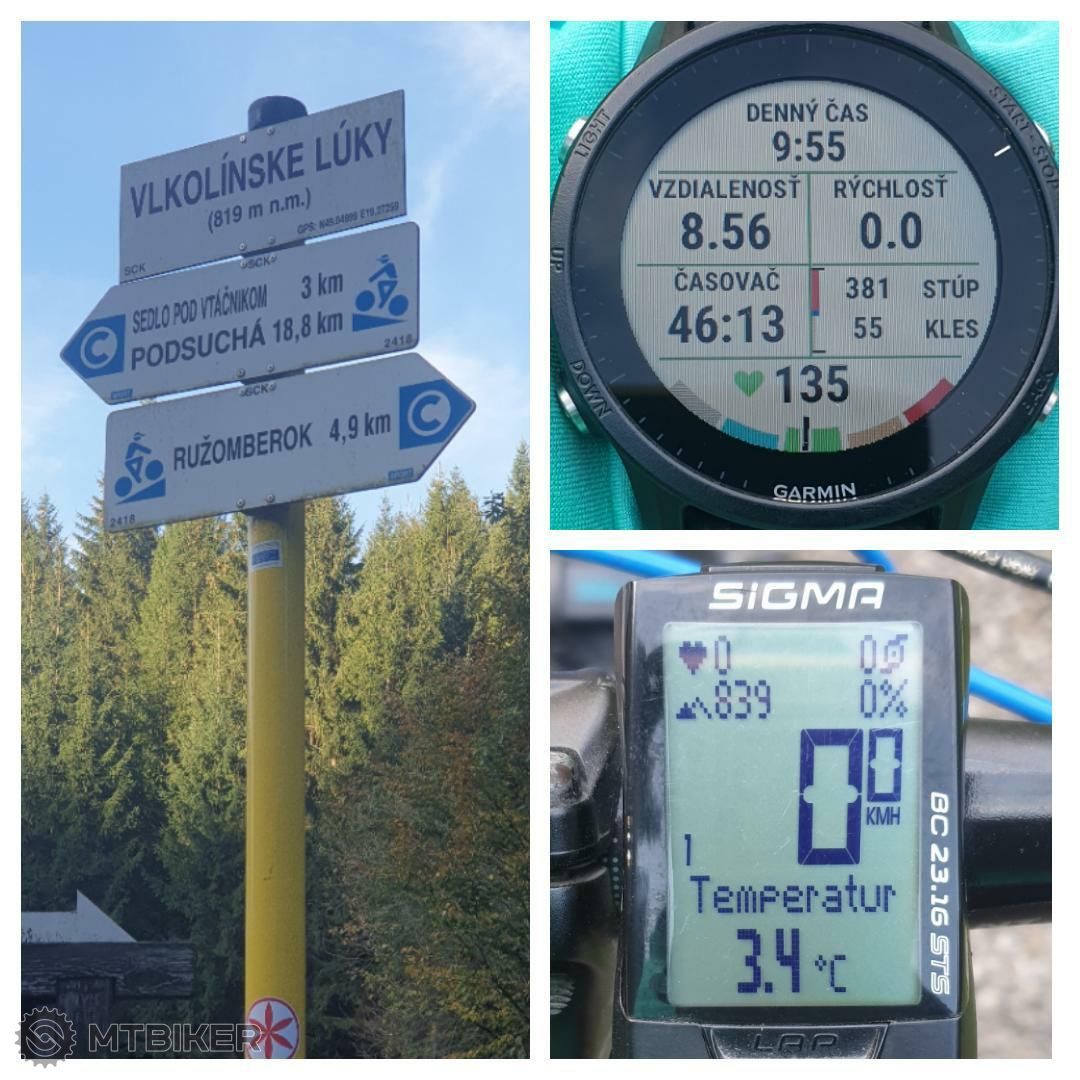 VLKOLÍNSKE LÚKY
(819 m n.m.)
SCK
SCK
SEDLO POD VTÁČNIKOM 3 km
C PODSUCHÁ 18,8 km
2418
SCK
RUŽOMBEROK 4,9 km C
2418
MTBIKER
LIGHT
START · STOP
UP
DOWN
DENNÝ ČAS
9:55
VZDIALENOSŤ RÝCHLOSŤ
8.56 0.0
ČASOVAČ 381 STÚP
46:13 55 KLES
135
GARMIN
SIGMA
0 0
839 0%
0 0
KMH
1
Temperatur
3.4 °C
BC 23.16 STS
LAP